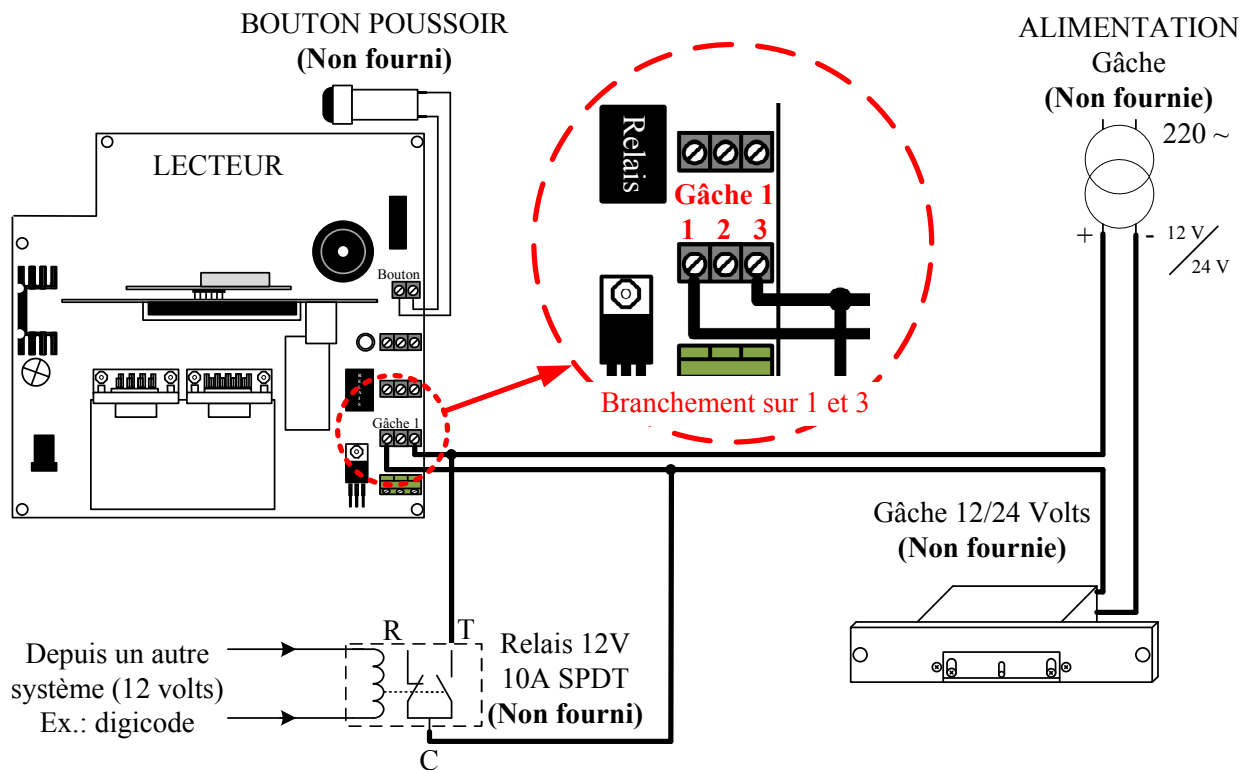 BOUTON POUSSOIR
(Non fourni)
ALIMENTATION
Gâche
(Non fournie)
220 ~
+
-
12 V
24 V
LECTEUR
Bouton
Gâche 1
Relais
Gâche 1
1 2 3
Branchement sur 1 et 3
Gâche 12/24 Volts
(Non fournie)
Depuis un autre
système (12 volts)
Ex.: digicode
R
T
C
Relais 12V
10A SPDT
(Non fourni)